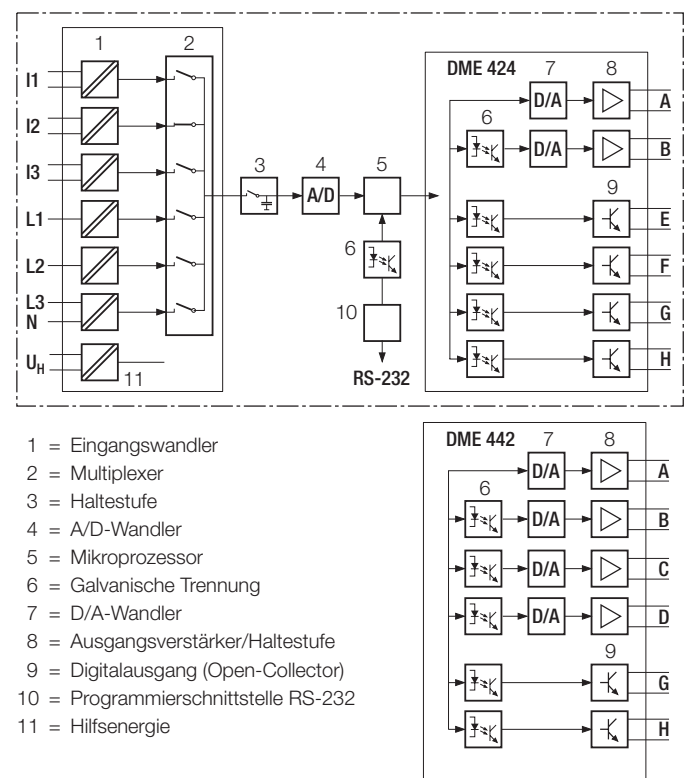 1 2
I1
I2
I3
L1
L2
L3
N
U_H
11
3 4 5
A/D
6
10
RS-232
DME 424 7 8
D/A A
6 D/A B
9
E
F
G
H
1 = Eingangswandler
2 = Multiplexer
3 = Haltestufe
4 = A/D-Wandler
5 = Mikroprozessor
6 = Galvanische Trennung
7 = D/A-Wandler
8 = Ausgangsverstärker/Haltestufe
9 = Digitalausgang (Open-Collector)
10 = Programmierschnittstelle RS-232
11 = Hilfsenergie
DME 442 7 8
D/A A
6
D/A B
D/A C
D/A D
9
G
H